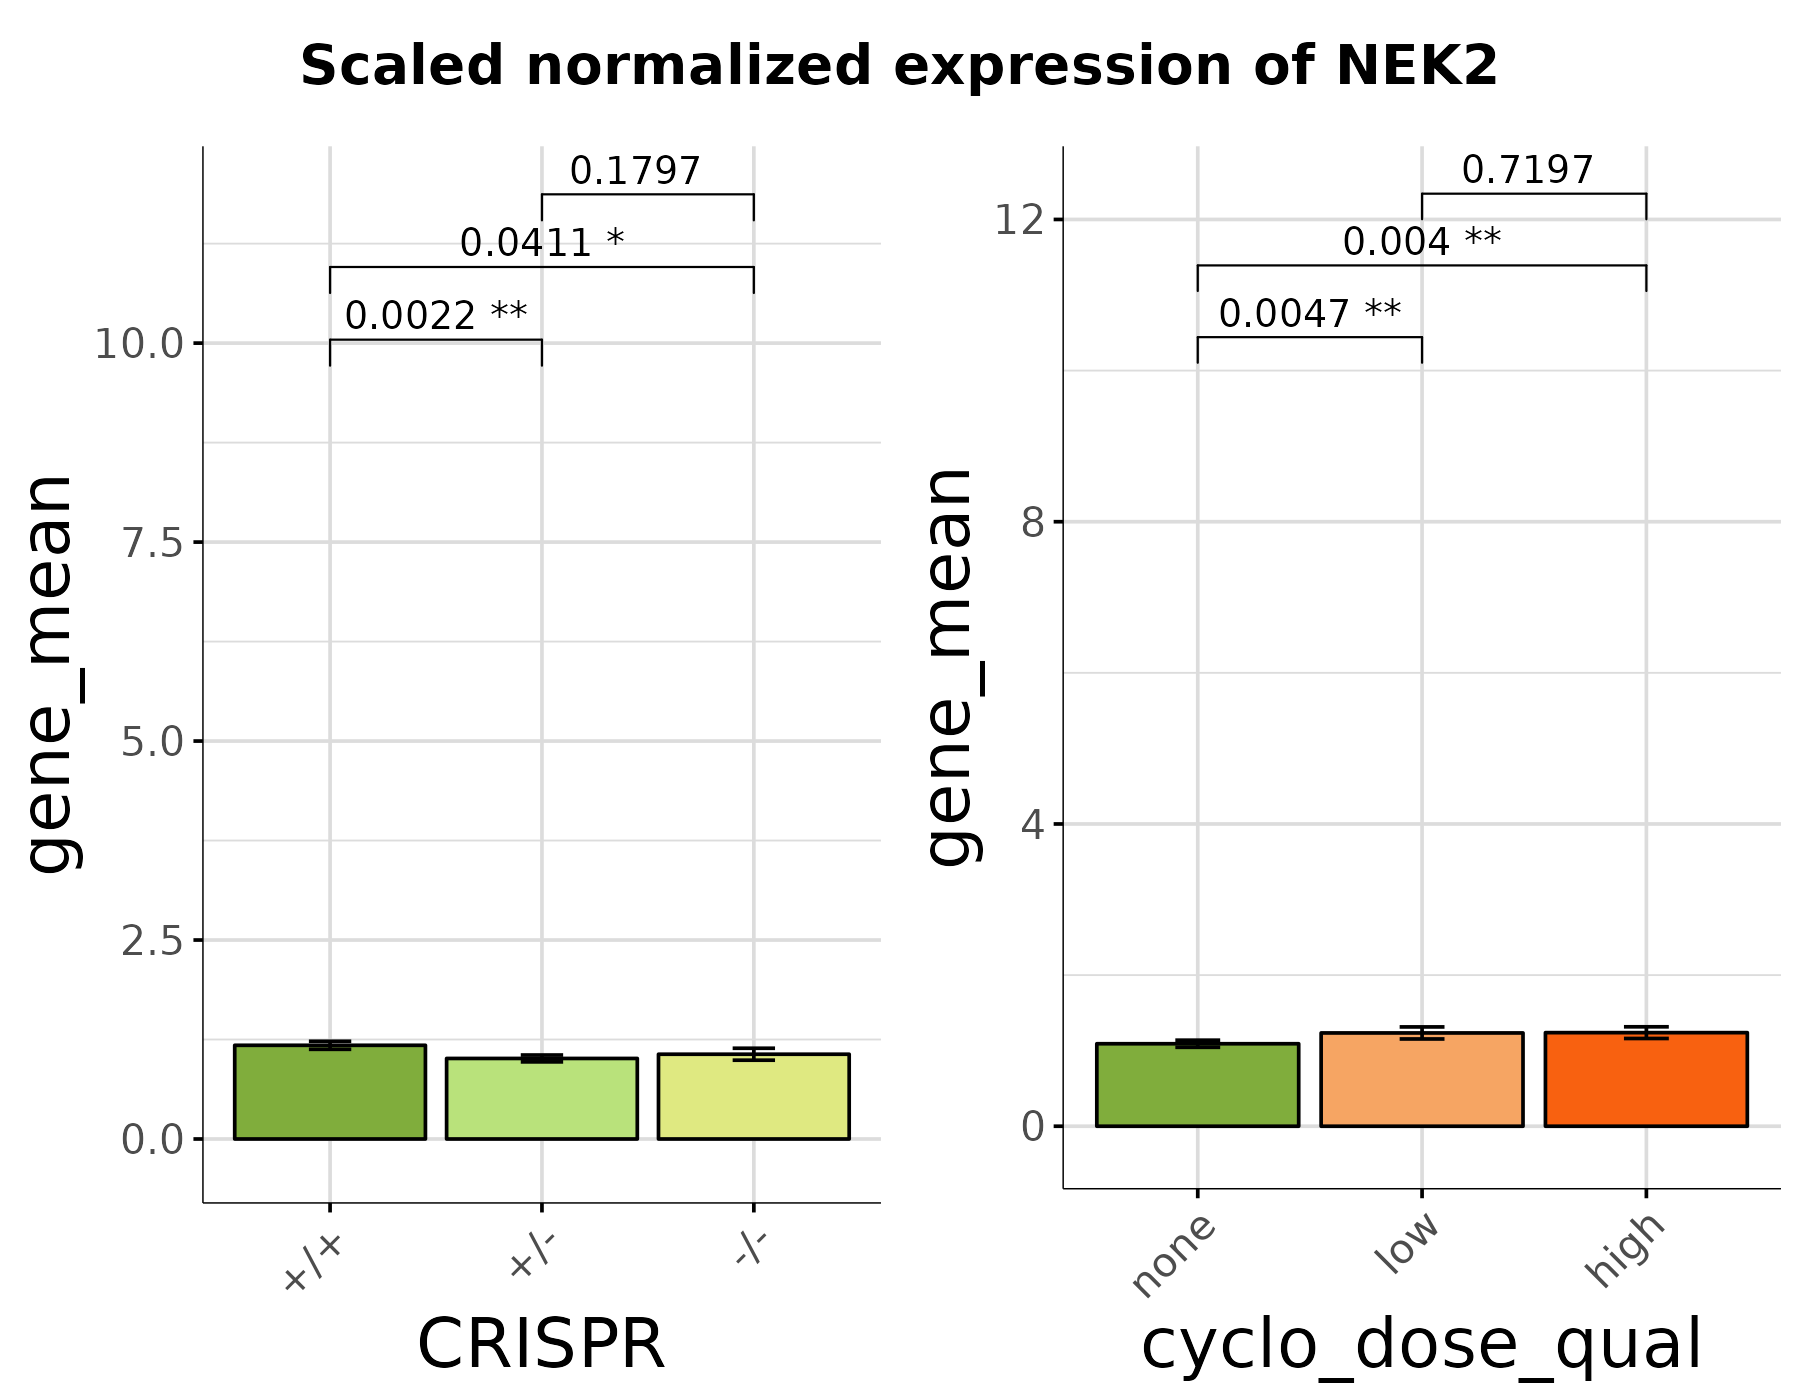 Scaled normalized expression of NEK2
gene_mean
10.0
7.5
5.0
2.5
0.0
0.1797
0.0411 *
0.0022 **
+/+
+/-
-/-
CRISPR
gene_mean
12
8
4
0
0.7197
0.004 **
0.0047 **
none
low
high
cyclo_dose_qual